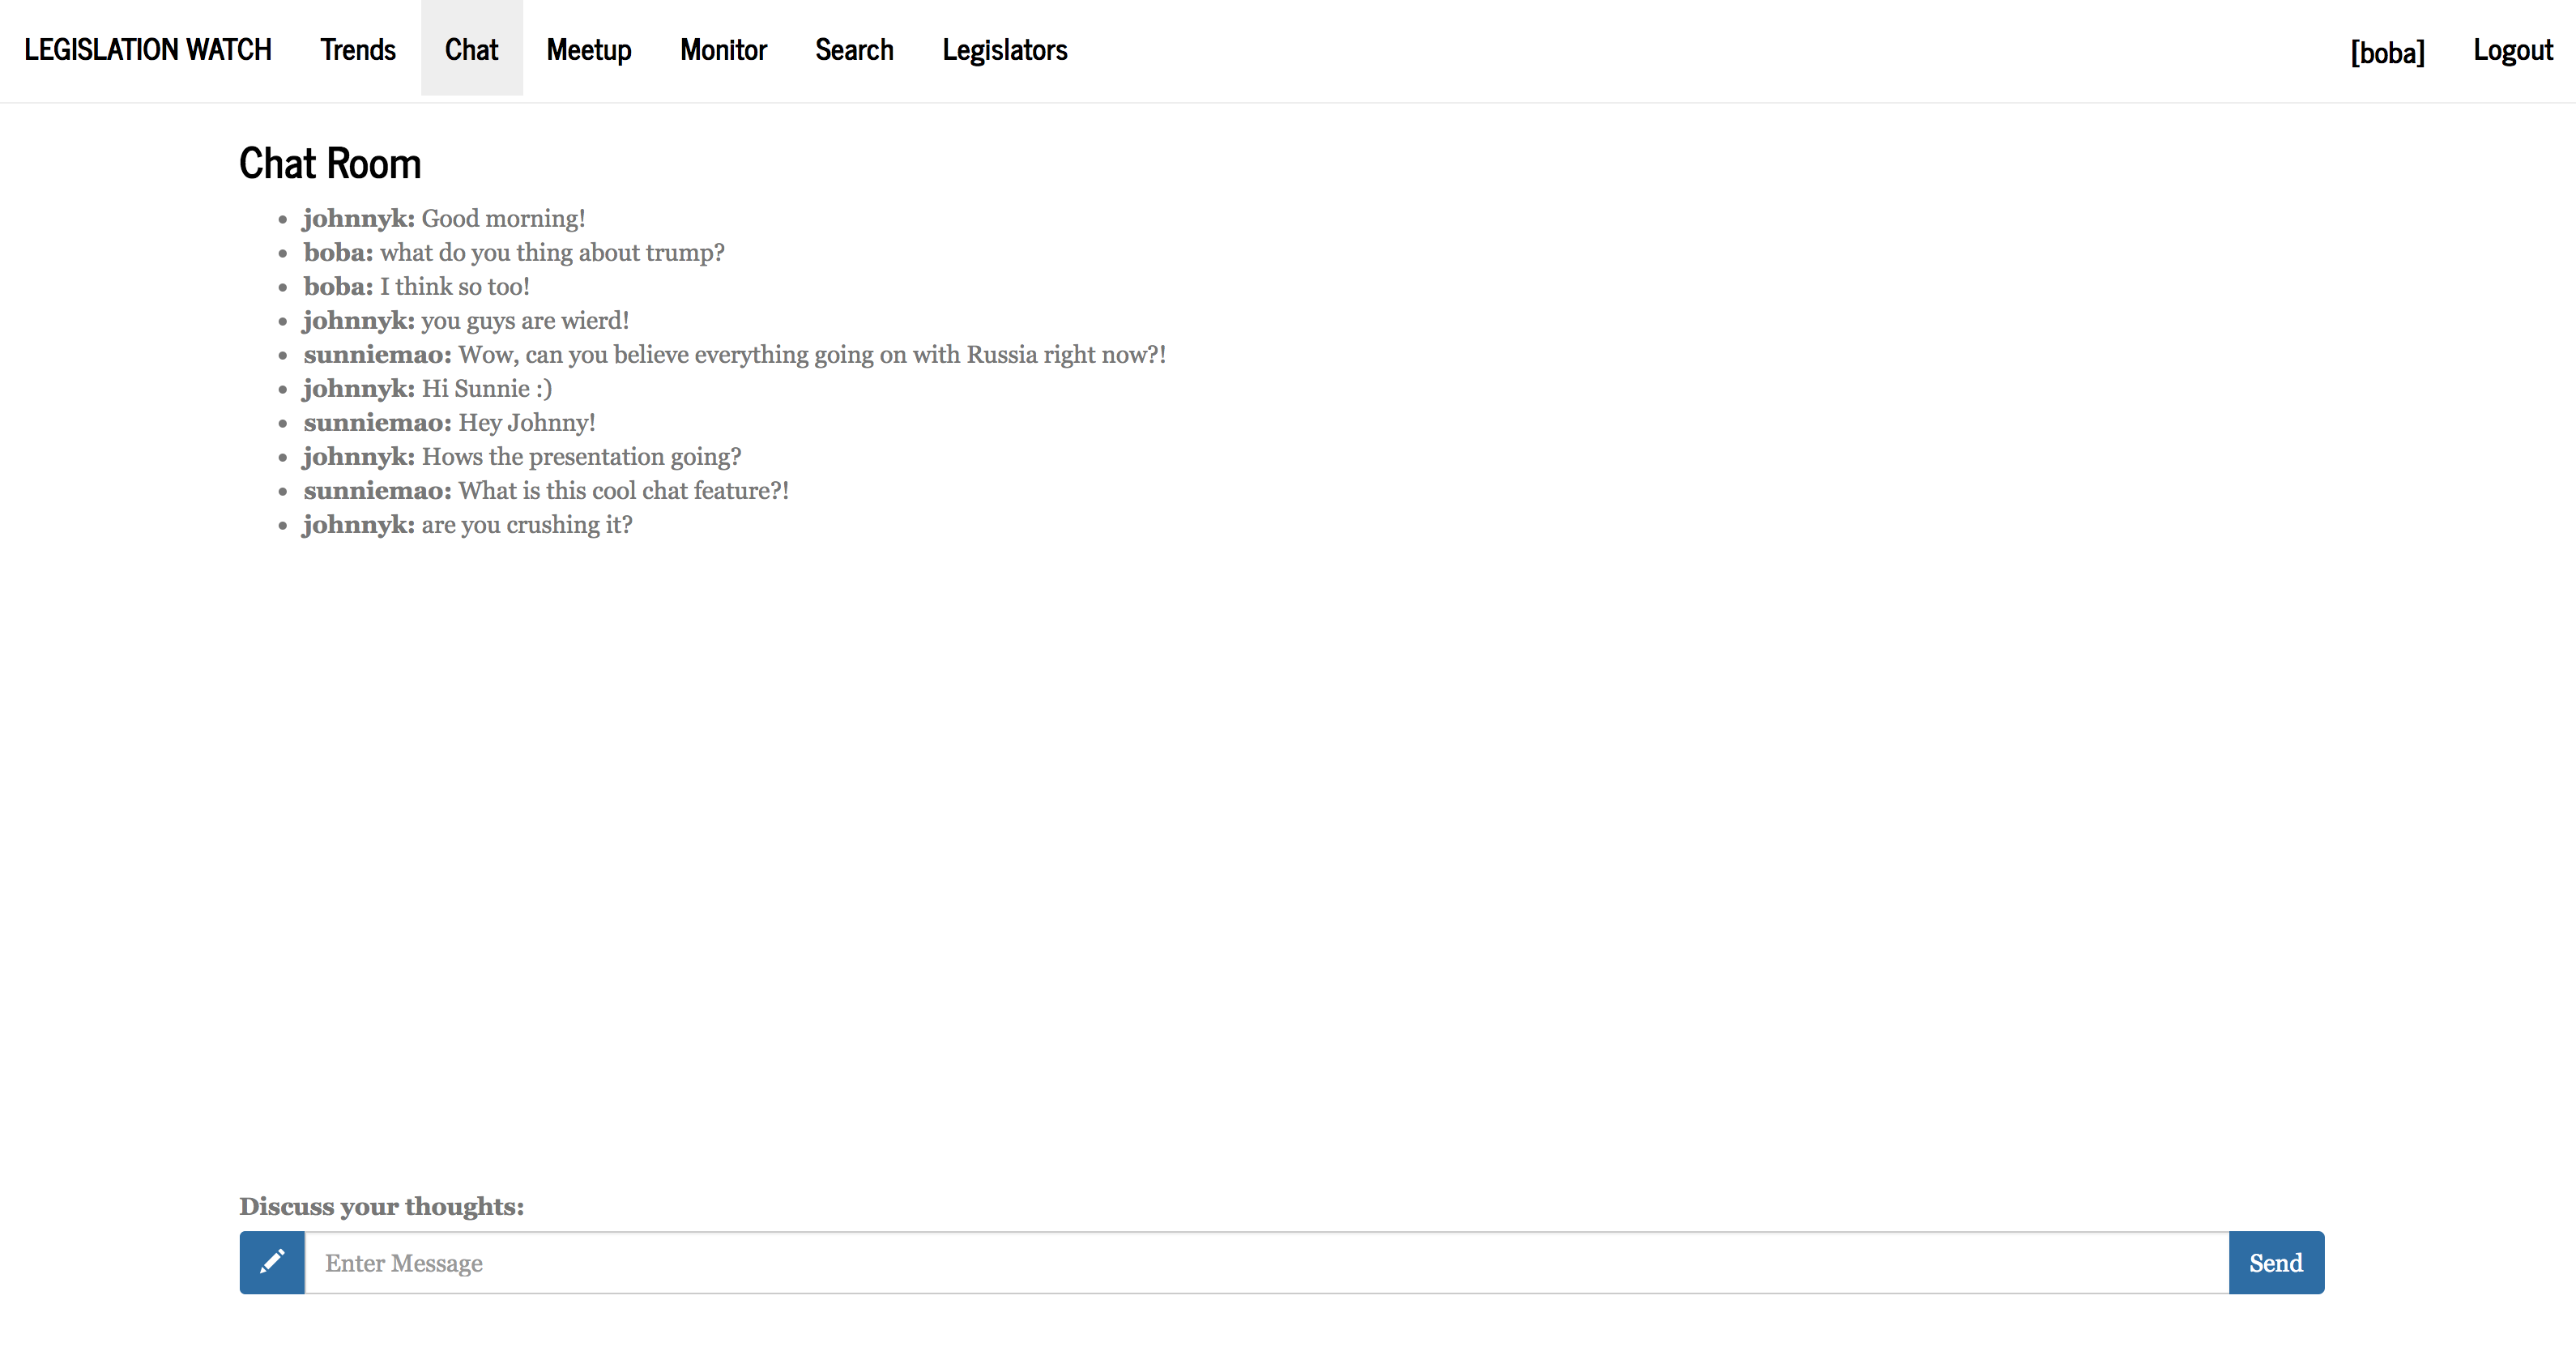 LEGISLATION WATCH Trends Chat Meetup Monitor Search Legislators [boba] Logout
Chat Room
johnnyk: Good morning!
boba: what do you thing about trump?
boba: I think so too!
johnnyk: you guys are wierd!
sunniemao: Wow, can you believe everything going on with Russia right now?!
johnnyk: Hi Sunnie :)
sunniemao: Hey Johnny!
johnnyk: Hows the presentation going?
sunniemao: What is this cool chat feature?!
johnnyk: are you crushing it?
Discuss your thoughts:
Enter Message Send